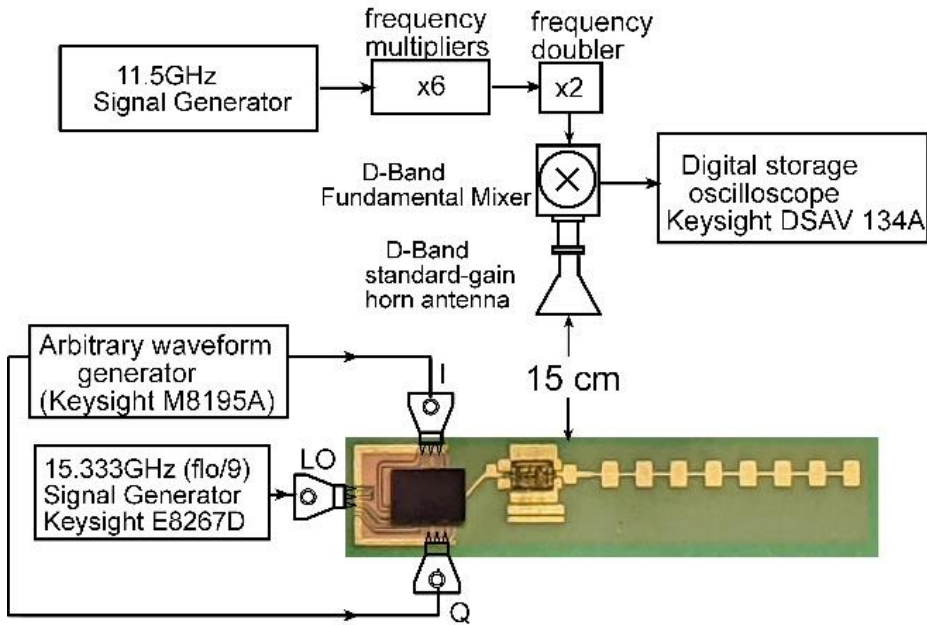 frequency
multipliers
frequency
doubler
11.5GHz
Signal Generator
x6
x2
D-Band
Fundamental Mixer
Digital storage
oscilloscope
Keysight DSAV 134A
D-Band
standard-gain
horn antenna
Arbitrary waveform
generator
(Keysight M8195A)
I
15 cm
15.333GHz (flo/9)
Signal Generator
Keysight E8267D
LO
Q